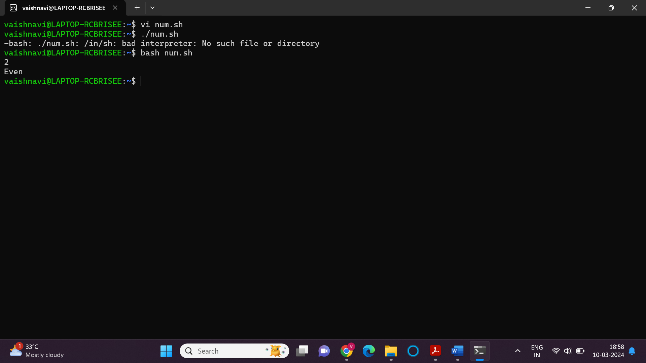 vaishnavi@LAPTOP-RCBRISEE:
vaishnavi@LAPTOP-RCBRISEE:~$ vi num.sh
vaishnavi@LAPTOP-RCBRISEE:~$ ./num.sh
-bash: ./num.sh: /in/sh: bad interpreter: No such file or directory
vaishnavi@LAPTOP-RCBRISEE:~$ bash num.sh
2
Even
vaishnavi@LAPTOP-RCBRISEE:~$
33°C
Mostly cloudy
Search
ENG
IN
18:58
10-03-2024